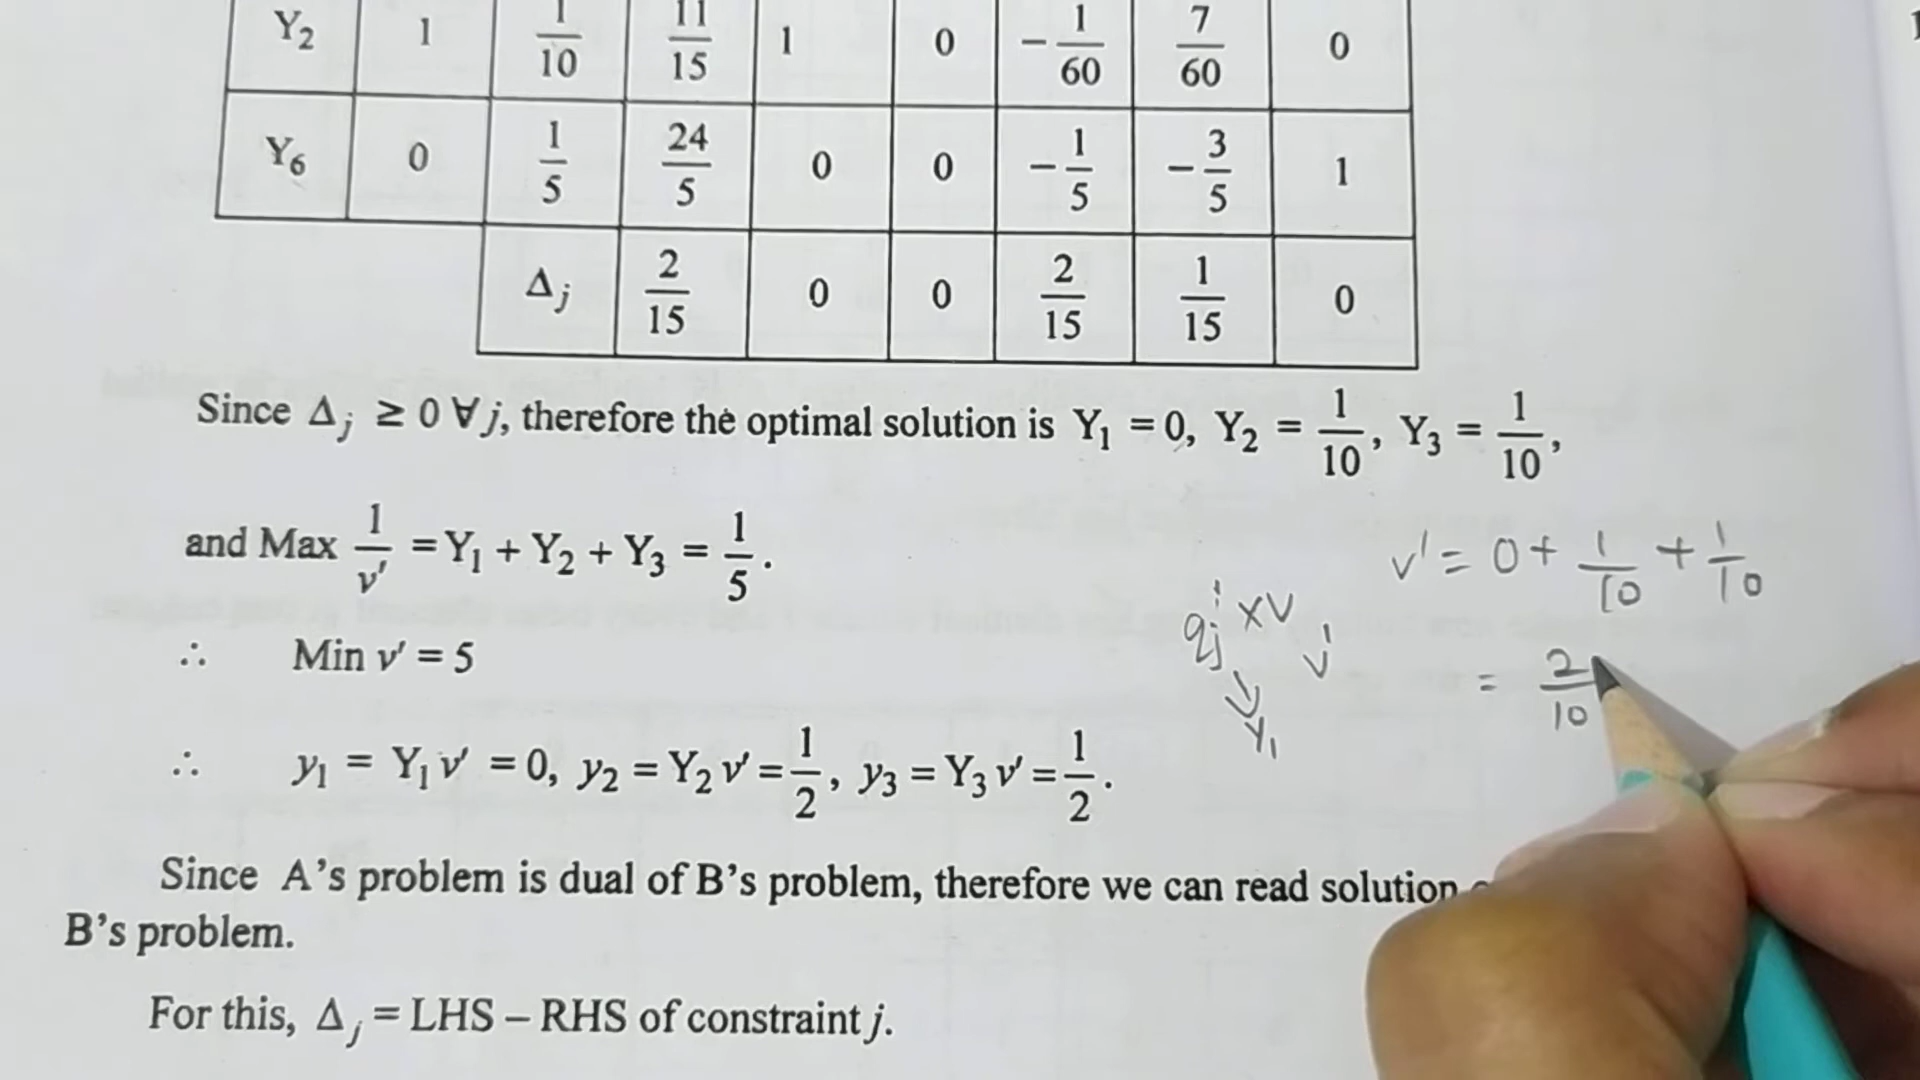 Y₂ 1 1/10 11/15 1 0 -1/60 7/60 0
Y₆ 0 1/5 24/5 0 0 -1/5 -3/5 1
Δⱼ 2/15 0 0 2/15 1/15 0
Since Δⱼ ≥ 0 ∀ j, therefore the optimal solution is Y₁ = 0, Y₂ = 1/10, Y₃ = 1/10,
and Max 1/v′ = Y₁ + Y₂ + Y₃ = 1/5.
v' = 0 + 1/10 + 1/10
qj × v
v'
= 2/10
Y₁
∴ Min v′ = 5
∴ y₁ = Y₁ v′ = 0, y₂ = Y₂ v′ = 1/2, y₃ = Y₃ v′ = 1/2.
Since A's problem is dual of B's problem, therefore we can read solution
B's problem.
For this, Δⱼ = LHS – RHS of constraint j.